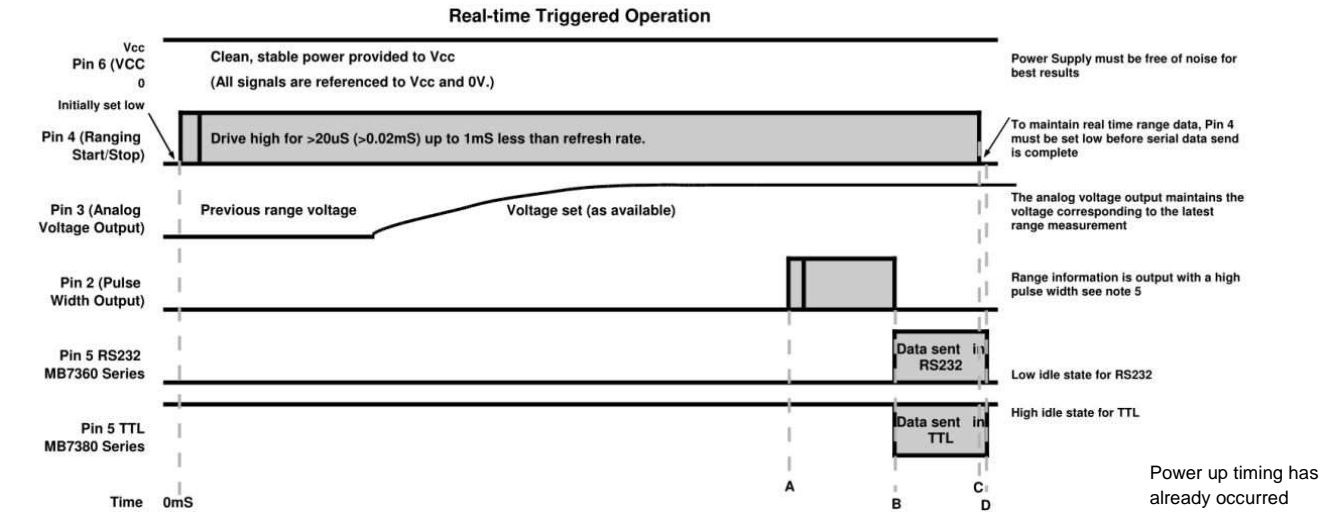 Real-time Triggered Operation
Vcc
Pin 6 (VCC
0
Clean, stable power provided to Vcc
(All signals are referenced to Vcc and 0V.)
Power Supply must be free of noise for
best results
Initially set low
Pin 4 (Ranging
Start/Stop)
Drive high for >20uS (>0.02mS) up to 1mS less than refresh rate.
To maintain real time range data, Pin 4
must be set low before serial data send
is complete
Pin 3 (Analog
Voltage Output)
Previous range voltage
Voltage set (as available)
The analog voltage output maintains the
voltage corresponding to the latest
range measurement
Pin 2 (Pulse
Width Output)
Range information is output with a high
pulse width see note 5
Pin 5 RS232
MB7360 Series
Data sent in
RS232
Low idle state for RS232
Pin 5 TTL
MB7380 Series
Data sent in
TTL
High idle state for TTL
Time
0mS
A
B
C
D
Power up timing has
already occurred